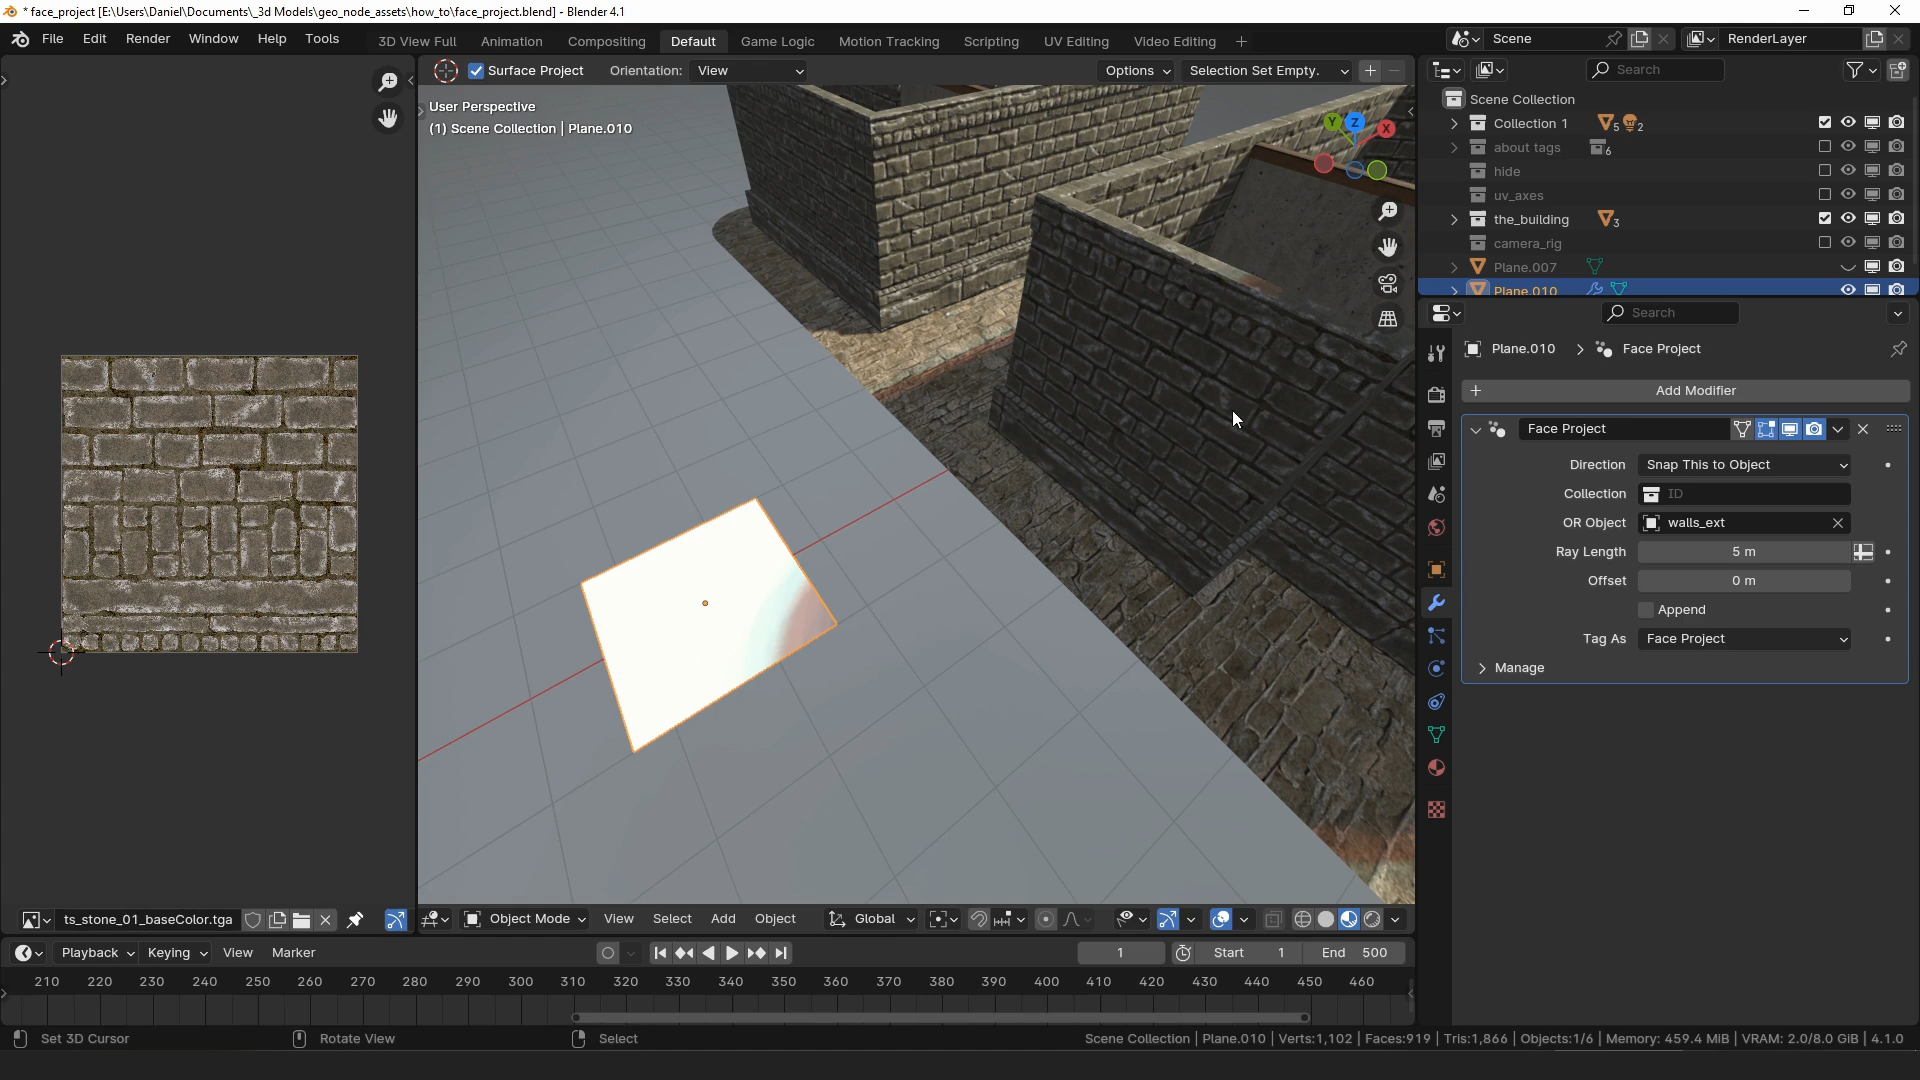 * face_project [E:\Users\Daniel\Documents\_3d Models\geo_node_assets\how_to\face_project.blend] - Blender 4.1
File Edit Render Window Help Tools 3D View Full Animation Compositing Default Game Logic Motion Tracking Scripting UV Editing Video Editing Scene RenderLayer
Surface Project Orientation: View Options Selection Set Empty. Search
User Perspective
(1) Scene Collection | Plane.010
Y Z X
Scene Collection
Collection 1 5 2
about tags 6
hide
uv_axes
the_building 3
camera_rig
Plane.007
Plane.010
Search
Plane.010 Face Project
Add Modifier
Face Project
Direction Snap This to Object
Collection ID
OR Object walls_ext
Ray Length 5 m
Offset 0 m
Append
Tag As Face Project
Manage
ts_stone_01_baseColor.tga Object Mode View Select Add Object Global
Playback Keying View Marker 1 Start 1 End 500
210 220 230 240 250 260 270 280 290 300 310 320 330 340 350 360 370 380 390 400 410 420 430 440 450 460
Set 3D Cursor Rotate View Select Scene Collection | Plane.010 | Verts:1,102 | Faces:919 | Tris:1,866 | Objects:1/6 | Memory: 459.4 MiB | VRAM: 2.0/8.0 GiB | 4.1.0